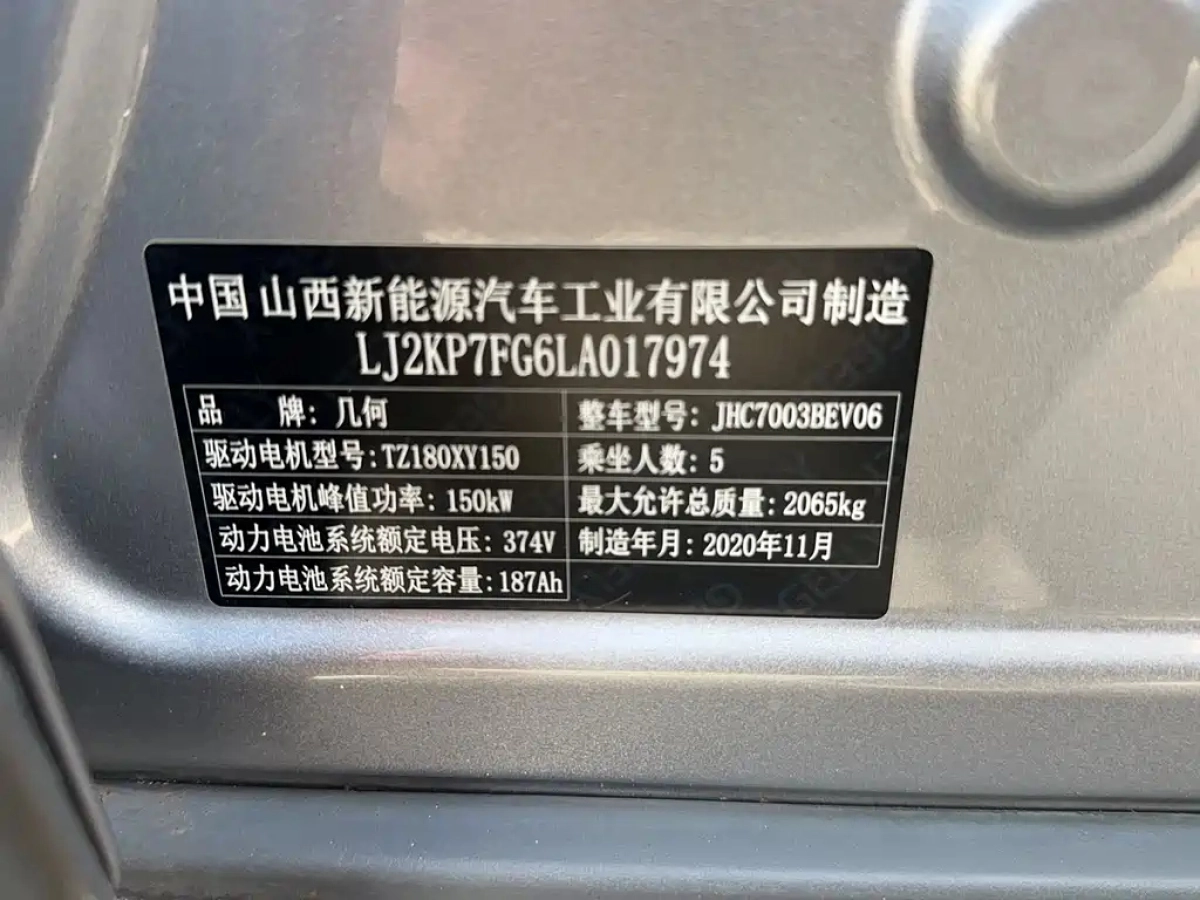 中国 山西新能源汽车工业有限公司制造
LJ2KP7FG6LA017974
品 牌: 几何 整车型号: JHC7003BEV06
驱动电机型号: TZ180XY150 乘坐人数: 5
驱动电机峰值功率: 150kW 最大允许总质量: 2065kg
动力电池系统额定电压: 374V 制造年月: 2020年11月
动力电池系统额定容量: 187Ah